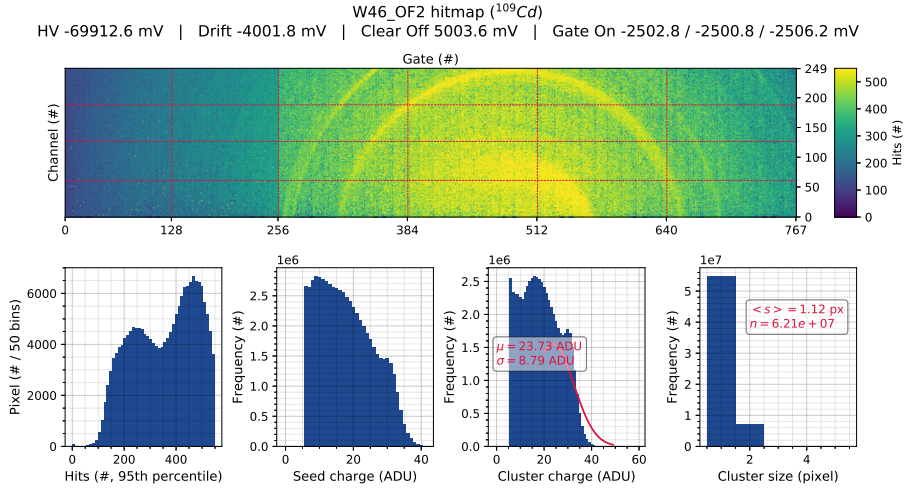 W46_OF2 hitmap (¹⁰⁹Cd)
HV -69912.6 mV | Drift -4001.8 mV | Clear Off 5003.6 mV | Gate On -2502.8 / -2500.8 / -2506.2 mV
Gate (#)
Channel (#)
0 128 256 384 512 640 767
249
200
150
100
50
0
500
400
300
200
100
0
Hits (#)
Pixel (# / 50 bins)
6000
4000
2000
0
0 200 400
Hits (#, 95th percentile)
1e6
Frequency (#)
2.5
2.0
1.5
1.0
0.5
0.0
0 20 40
Seed charge (ADU)
1e6
Frequency (#)
2.5
2.0
1.5
1.0
0.5
0.0
μ = 23.73 ADU
σ = 8.79 ADU
0 20 40 60
Cluster charge (ADU)
1e7
Frequency (#)
5
4
3
2
1
0
< s > = 1.12 px
n = 6.21e + 07
2 4
Cluster size (pixel)